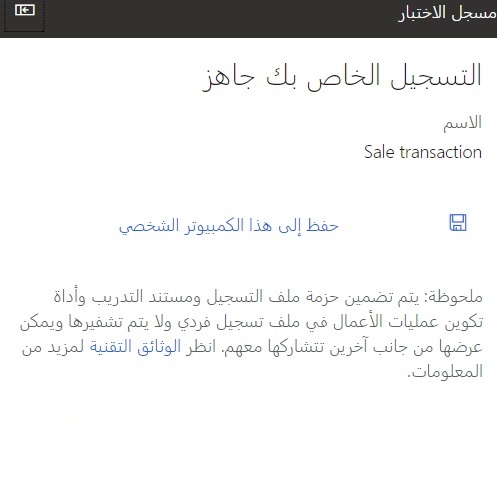 مسجل الاختبار
التسجيل الخاص بك جاهز
الاسم
Sale transaction
حفظ إلى هذا الكمبيوتر الشخصي
ملحوظة: يتم تضمين حزمة ملف التسجيل ومستند التدريب وأداة
تكوين عمليات الأعمال في ملف تسجيل فردي ولا يتم تشفيرها ويمكن
عرضها من جانب آخرين تتشاركها معهم. انظر الوثائق التقنية لمزيد من
المعلومات.